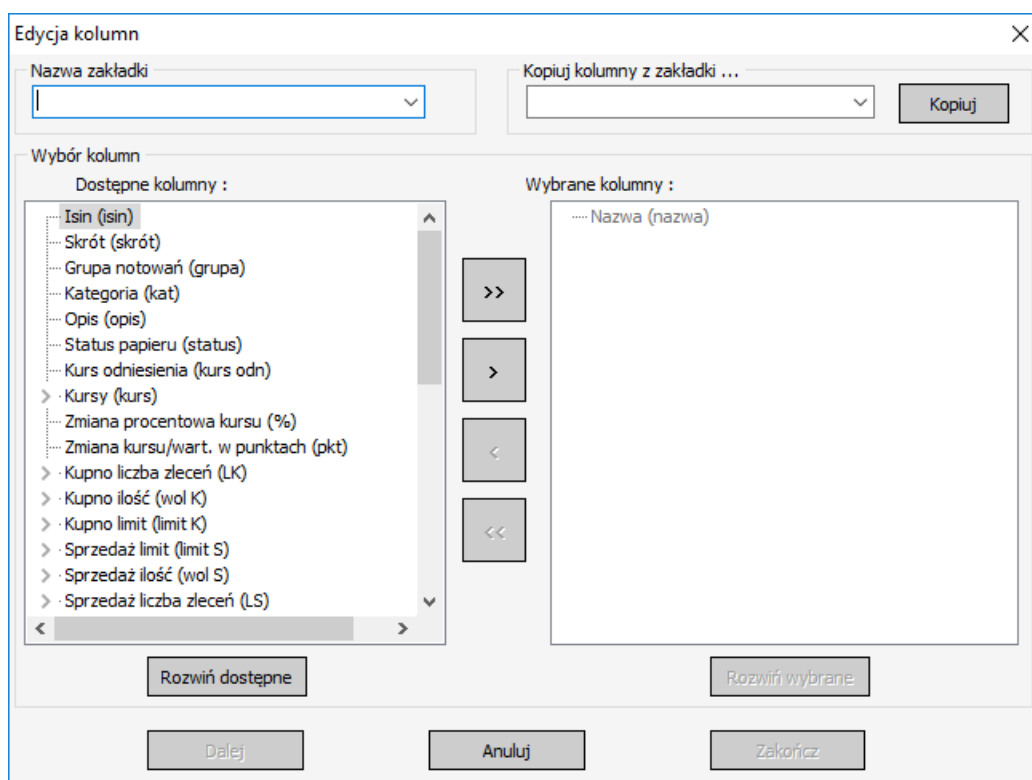 Edycja kolumn
Nazwa zakładki
Kopiuj kolumny z zakładki ...
Kopiuj
Wybór kolumn
Dostępne kolumny :
Wybrane kolumny :
Isin (isin)
Skrót (skrót)
Grupa notowań (grupa)
Kategoria (kat)
Opis (opis)
Status papieru (status)
Kurs odniesienia (kurs odn)
Kursy (kurs)
Zmiana procentowa kursu (%)
Zmiana kursu/wart. w punktach (pkt)
Kupno liczba zleceń (LK)
Kupno ilość (wol K)
Kupno limit (limit K)
Sprzedaż limit (limit S)
Sprzedaż ilość (wol S)
Sprzedaż liczba zleceń (LS)
>>
>
<
<<
Nazwa (nazwa)
Rozwiń dostępne
Rozwiń wybrane
Dalej
Anuluj
Zakończ